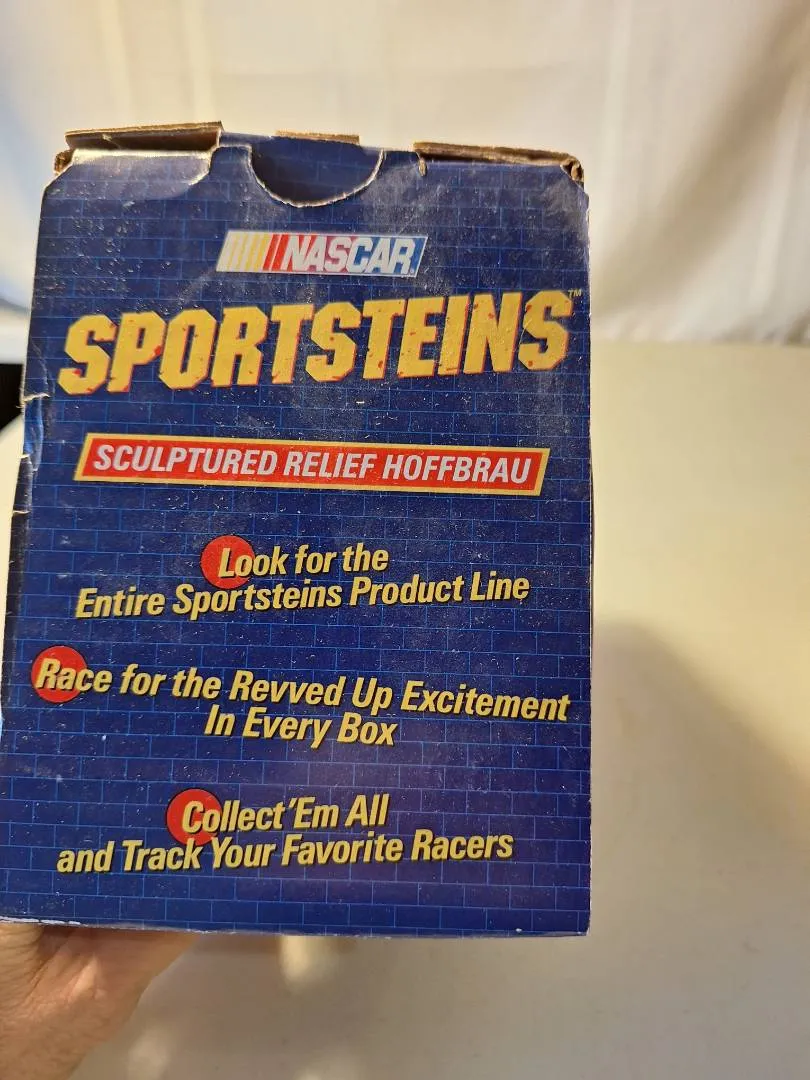 NASCAR
SPORTSTEINS™
SCULPTURED RELIEF HOFFBRAU
Look for the
Entire Sportsteins Product Line
Race for the Revved Up Excitement
In Every Box
Collect 'Em All
and Track Your Favorite Racers